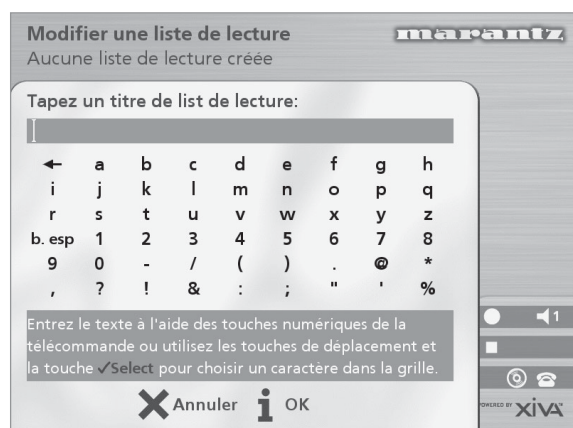 Modifier une liste de lecture
marantz
Aucune liste de lecture créée
Tapez un titre de list de lecture:
← a b c d e f g h
i j k l m n o p q
r s t u v w x y z
b. esp 1 2 3 4 5 6 7 8
9 0 - / ( ) . @ *
, ? ! & : ; " ' %
Entrez le texte à l'aide des touches numériques de la
télécommande ou utilisez les touches de déplacement et
la touche ✓Select pour choisir un caractère dans la grille.
1
Annuler i OK
POWERED BY XiVA™